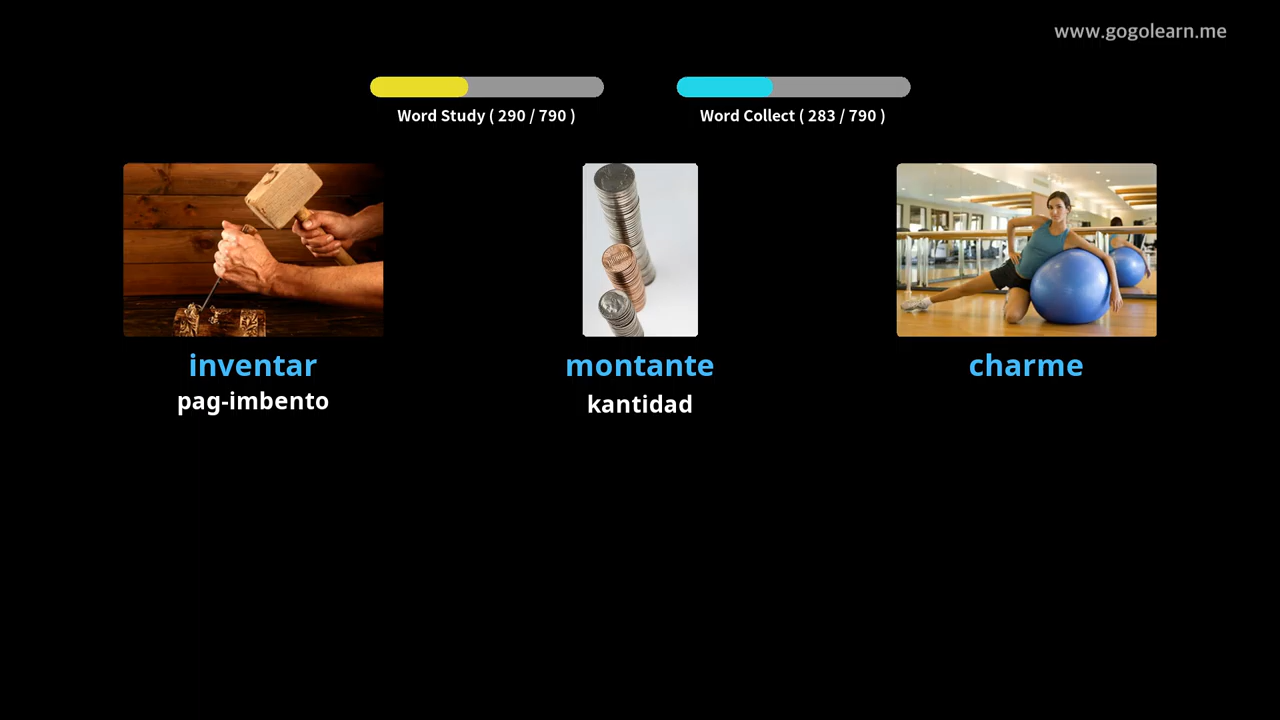 www.gogolearn.me
Word Study ( 290 / 790 )
Word Collect ( 283 / 790 )
inventar
pag-imbento
montante
kantidad
charme